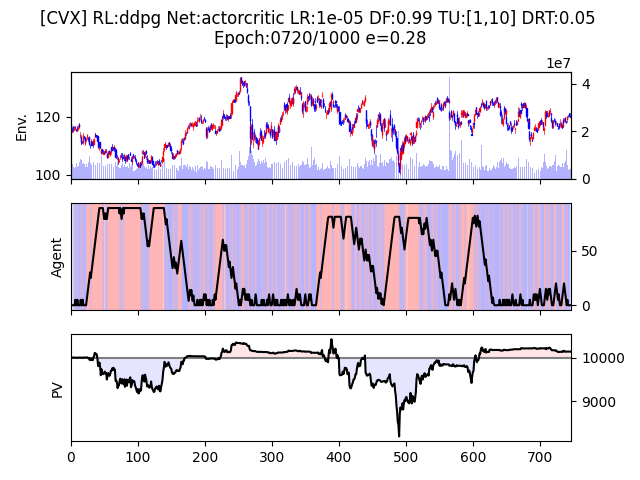 [CVX] RL:ddpg Net:actorcritic LR:1e-05 DF:0.99 TU:[1,10] DRT:0.05
Epoch:0720/1000 e=0.28
1e7
Env.
120
100
4
2
0
Agent
50
0
PV
10000
9000
0 100 200 300 400 500 600 700